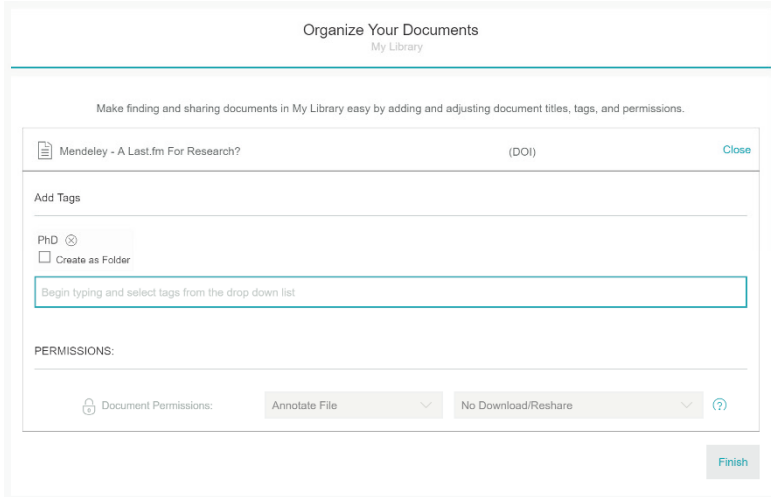 Organize Your Documents
My Library
Make finding and sharing documents in My Library easy by adding and adjusting document titles, tags, and permissions.
Mendeley - A Last.fm For Research? (DOI) Close
Add Tags
PhD
Create as Folder
Begin typing and select tags from the drop down list
PERMISSIONS:
Document Permissions: Annotate File No Download/Reshare ?
Finish